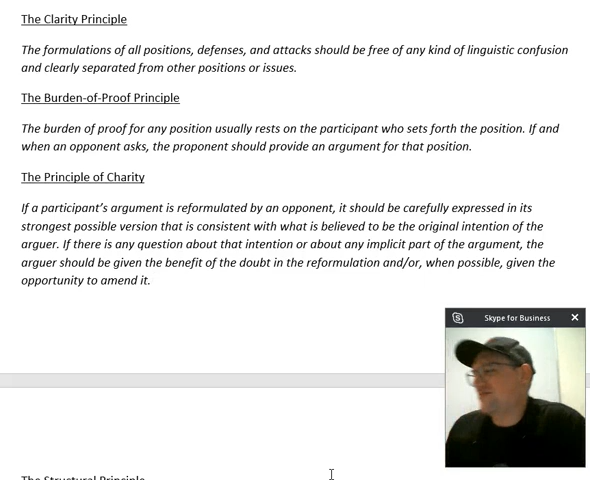 The Clarity Principle
The formulations of all positions, defenses, and attacks should be free of any kind of linguistic confusion
and clearly separated from other positions or issues.
The Burden-of-Proof Principle
The burden of proof for any position usually rests on the participant who sets forth the position. If and
when an opponent asks, the proponent should provide an argument for that position.
The Principle of Charity
If a participant’s argument is reformulated by an opponent, it should be carefully expressed in its
strongest possible version that is consistent with what is believed to be the original intention of the
arguer. If there is any question about that intention or about any implicit part of the argument, the
arguer should be given the benefit of the doubt in the reformulation and/or, when possible, given the
opportunity to amend it.
Skype for Business
The Structural Principle